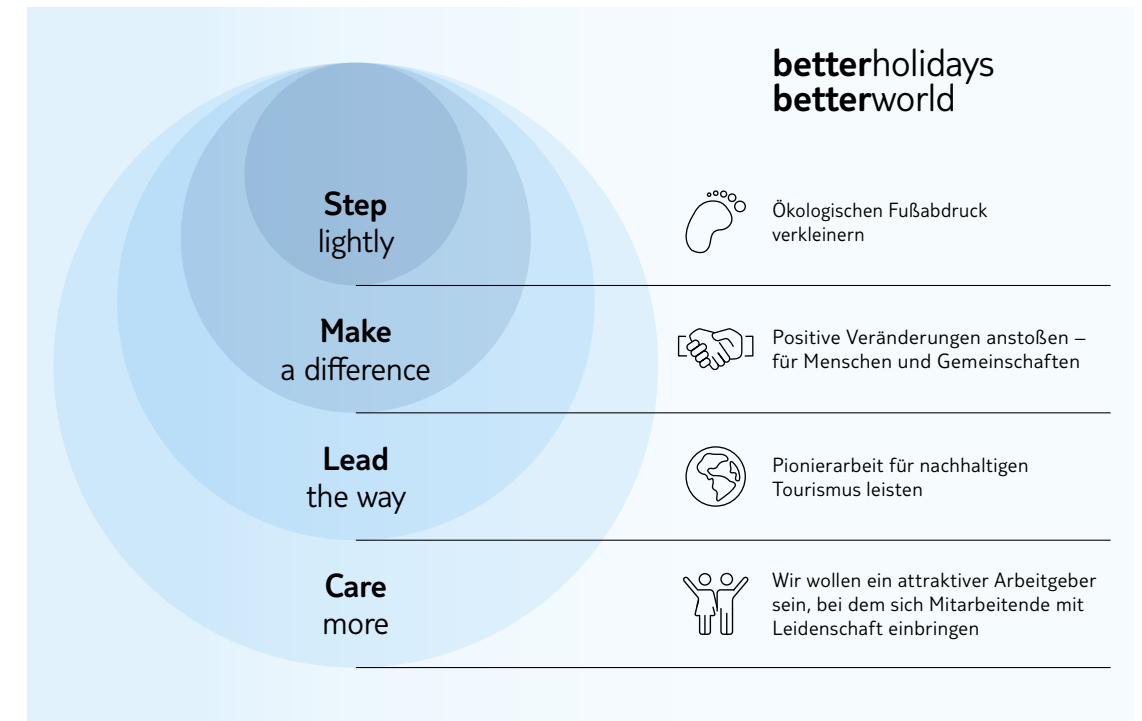 betterholidays
betterworld
Step
lightly
Ökologischen Fußabdruck
verkleinern
Make
a difference
Positive Veränderungen anstoßen –
für Menschen und Gemeinschaften
Lead
the way
Pionierarbeit für nachhaltigen
Tourismus leisten
Care
more
Wir wollen ein attraktiver Arbeitgeber
sein, bei dem sich Mitarbeitende mit
Leidenschaft einbringen